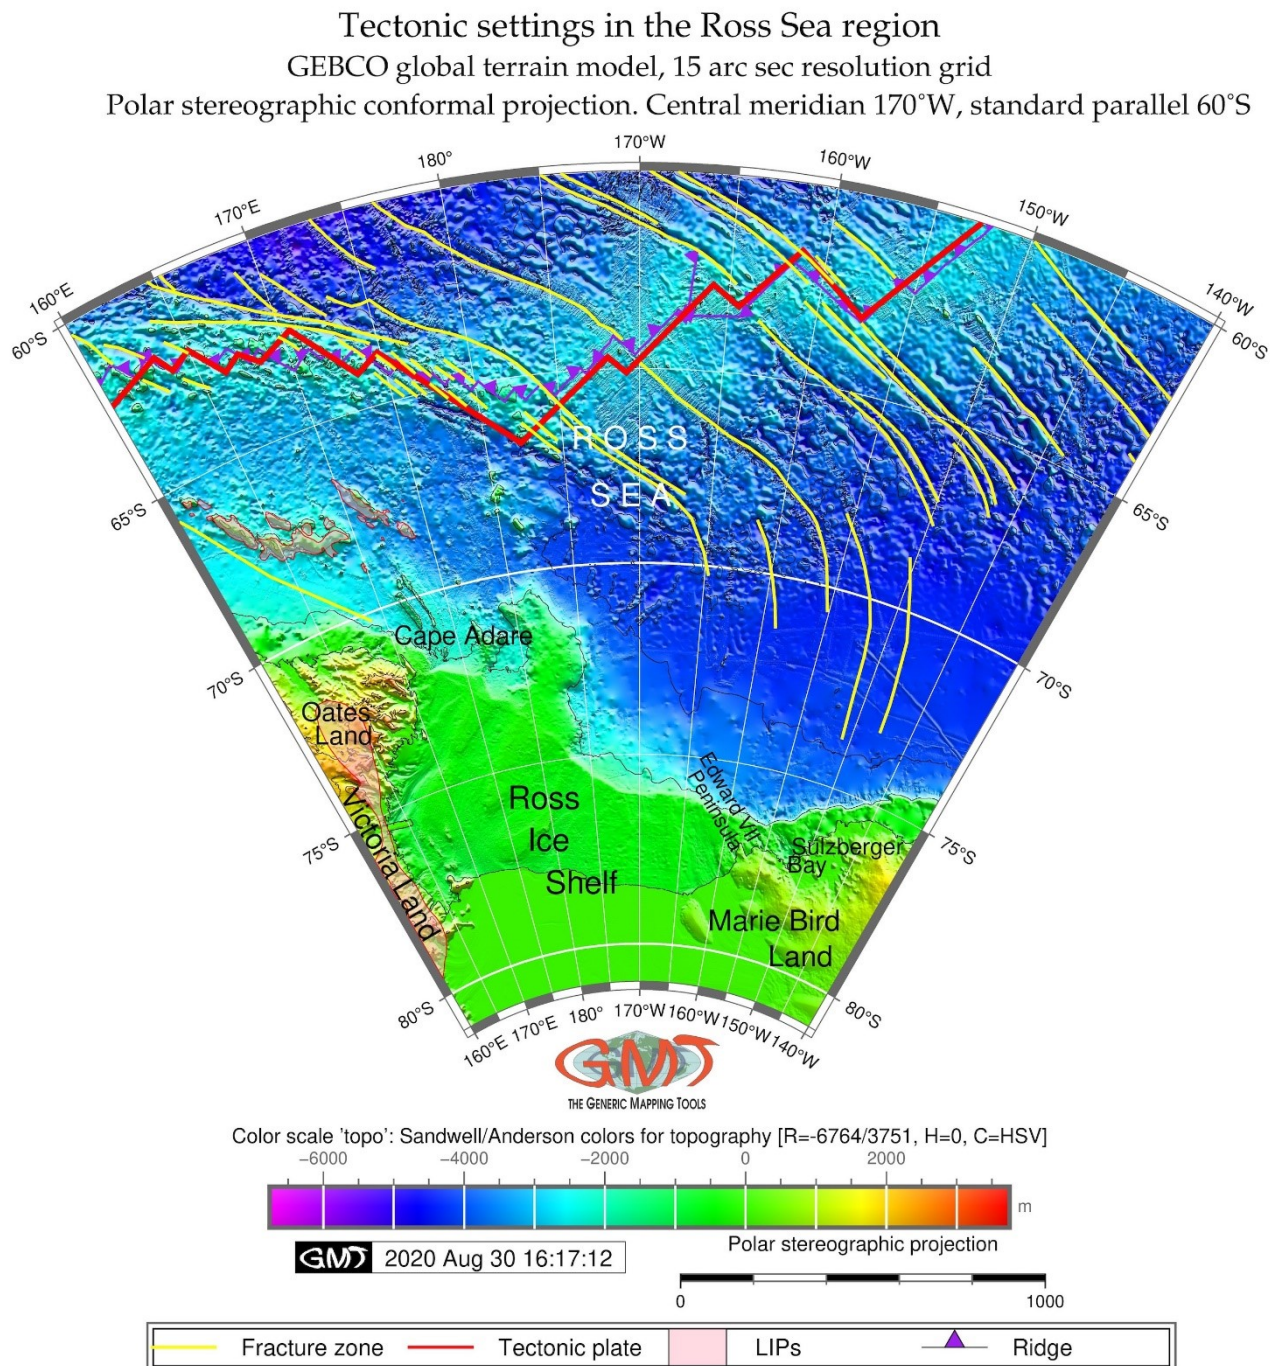 Tectonic settings in the Ross Sea region
GEBCO global terrain model, 15 arc sec resolution grid
Polar stereographic conformal projection. Central meridian 170°W, standard parallel 60°S
170°W
180°
160°W
170°E
150°W
160°E
140°W
60°S
60°S
ROSS
SEA
65°S
65°S
Cape Adare
70°S
70°S
Oates
Land
Edward VII
Peninsula
Ross
Ice
Shelf
Victoria Land
Sulzberger
Bay
75°S
75°S
Marie Bird
Land
80°S
80°S
160°E 170°E 180° 170°W 160°W 150°W 140°W
GMT
THE GENERIC MAPPING TOOLS
Color scale 'topo': Sandwell/Anderson colors for topography [R=-6764/3751, H=0, C=HSV]
−6000 −4000 −2000 0 2000
m
Polar stereographic projection
GMT 2020 Aug 30 16:17:12
0 1000
Fracture zone Tectonic plate LIPs Ridge